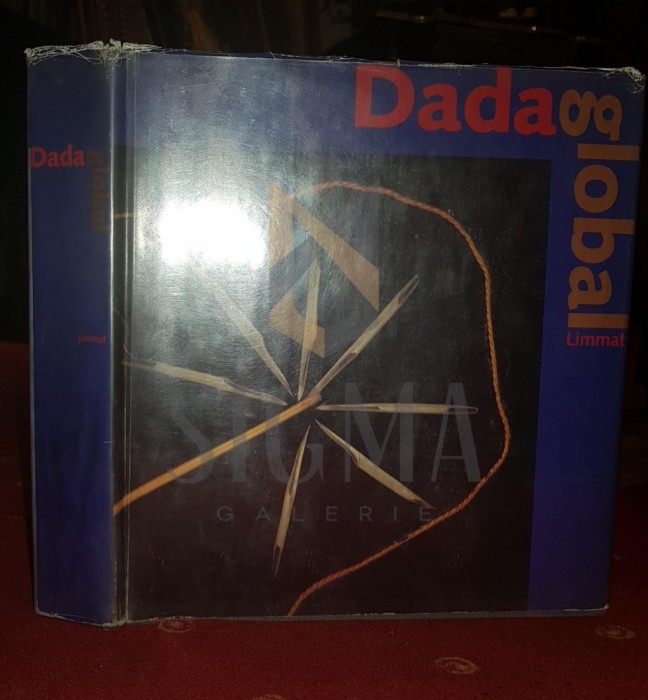 Dada
global
Limmat
Dada
global
Limmat
SIGMA
GALERIE